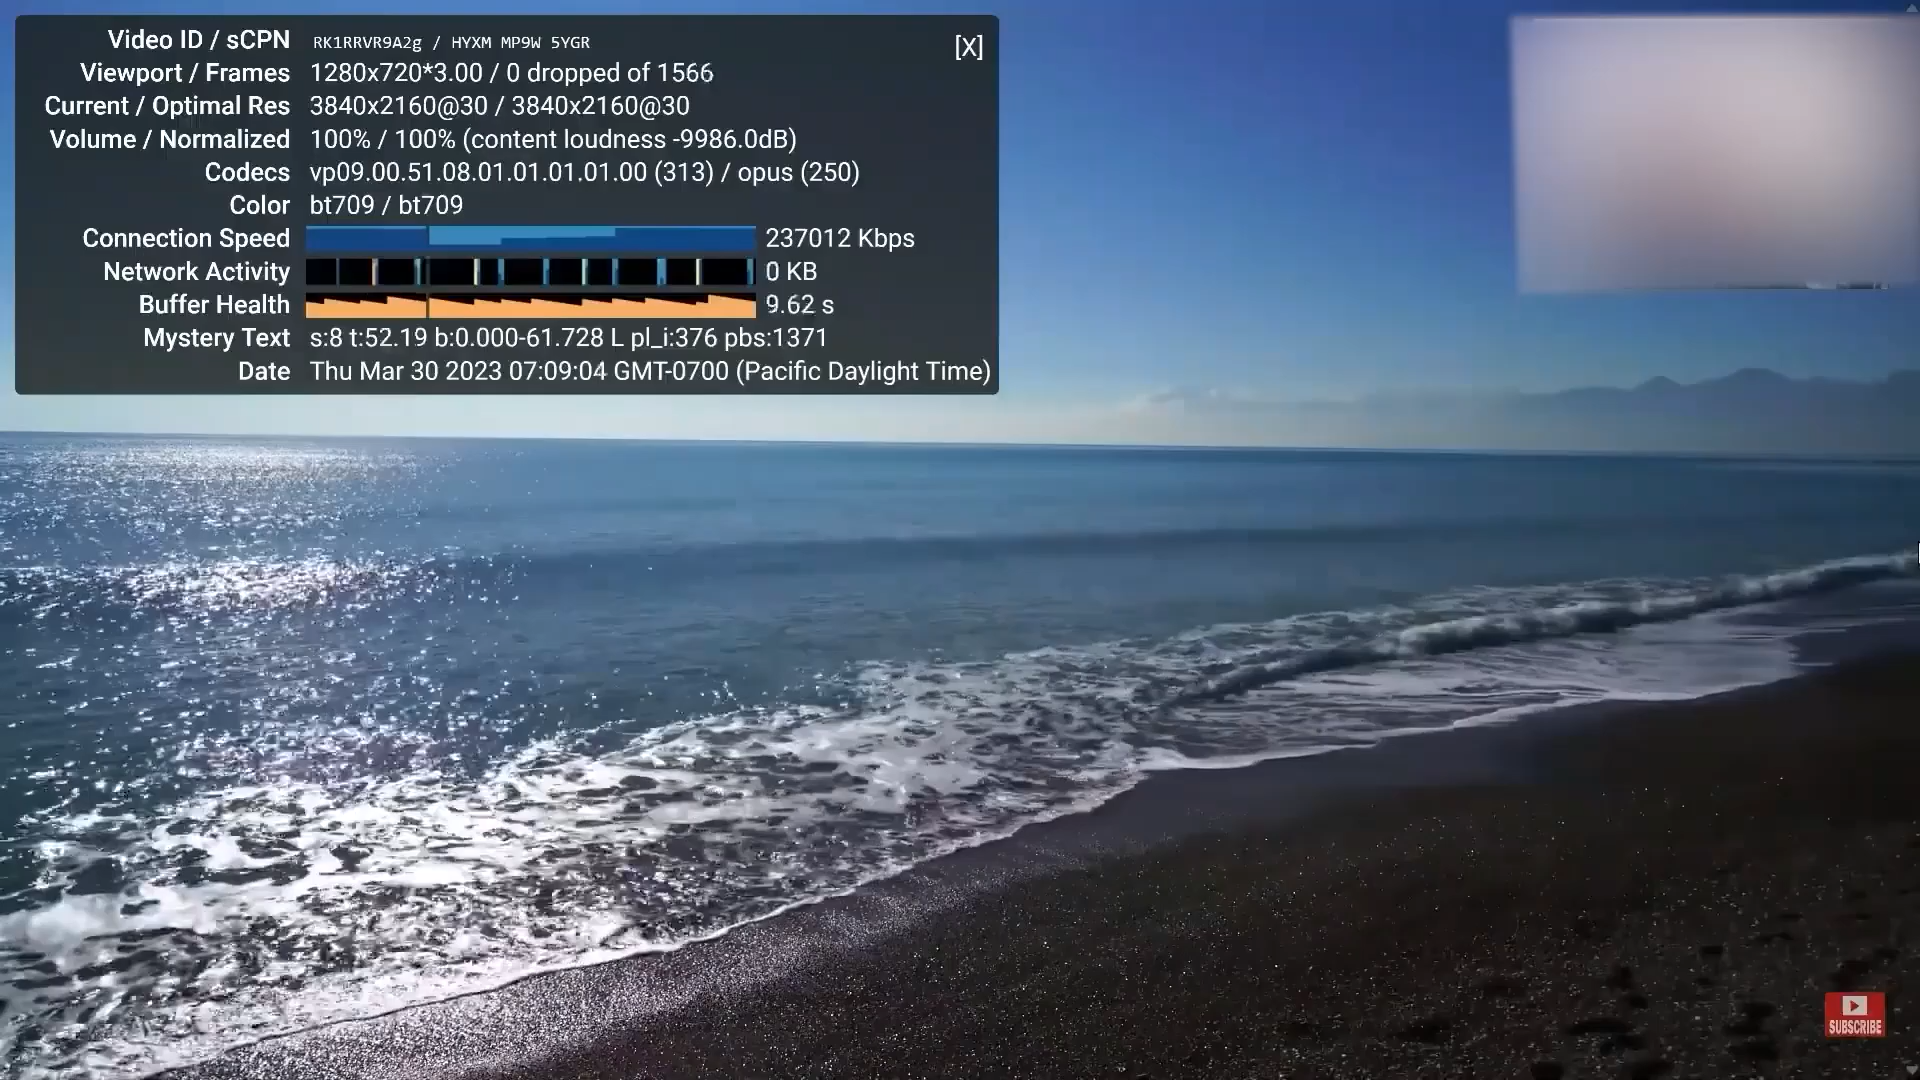 Video ID / sCPN RK1RRVR9A2g / HYXM MP9W 5YGR [X]
Viewport / Frames 1280x720*3.00 / 0 dropped of 1566
Current / Optimal Res 3840x2160@30 / 3840x2160@30
Volume / Normalized 100% / 100% (content loudness -9986.0dB)
Codecs vp09.00.51.08.01.01.01.01.00 (313) / opus (250)
Color bt709 / bt709
Connection Speed 237012 Kbps
Network Activity 0 KB
Buffer Health 9.62 s
Mystery Text s:8 t:52.19 b:0.000-61.728 L pl_i:376 pbs:1371
Date Thu Mar 30 2023 07:09:04 GMT-0700 (Pacific Daylight Time)
SUBSCRIBE